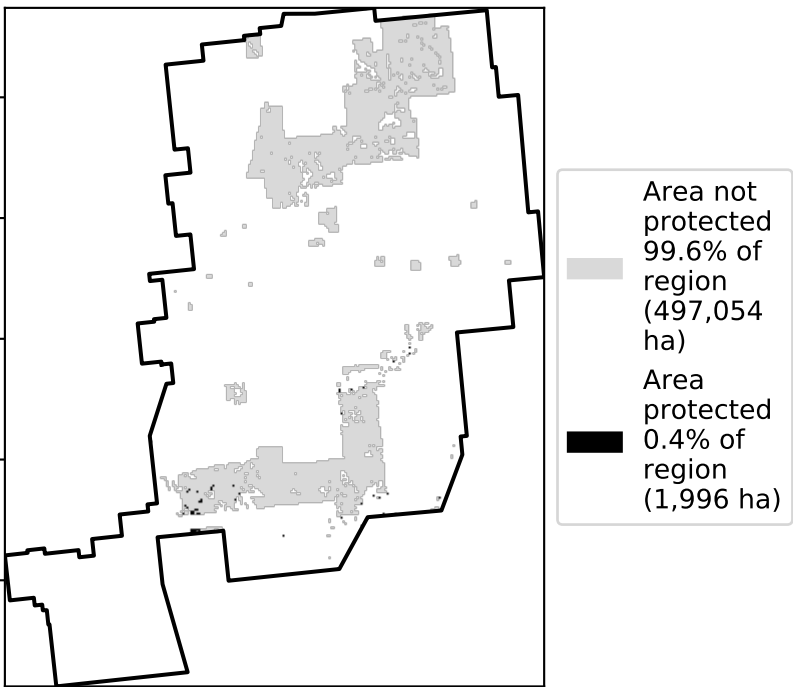 Area not
protected
99.6% of
region
(497,054
ha)
Area
protected
0.4% of
region
(1,996 ha)